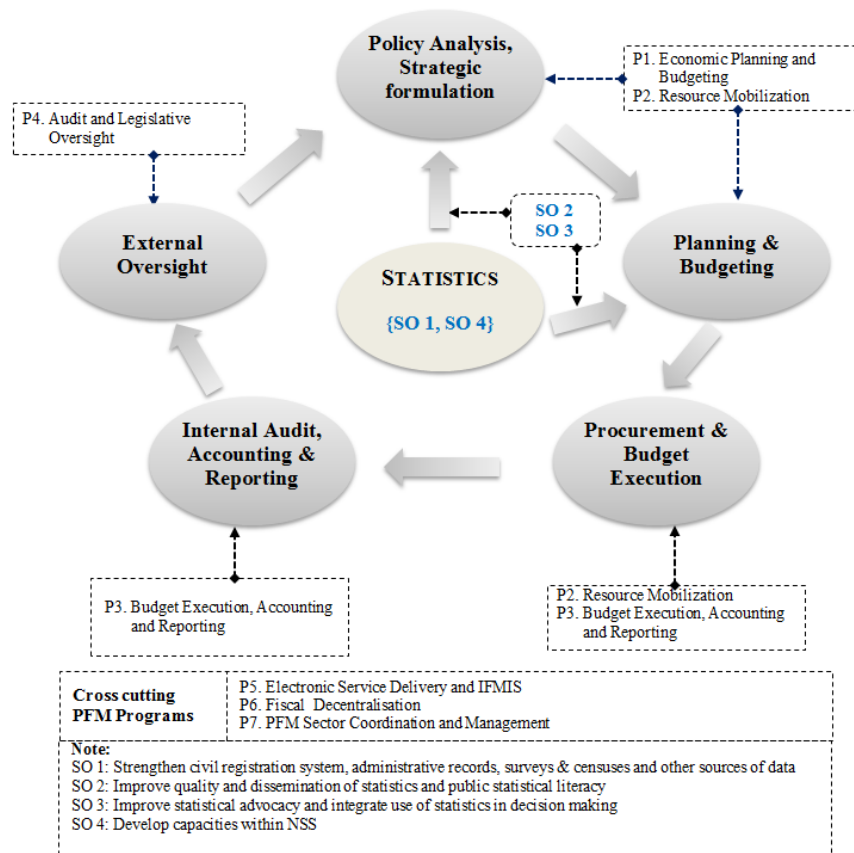 Policy Analysis,
Strategic
formulation
P1. Economic Planning and
Budgeting
P2. Resource Mobilization
P4. Audit and Legislative
Oversight
SO 2
SO 3
External
Oversight
Planning &
Budgeting
STATISTICS
{SO 1, SO 4}
Internal Audit,
Accounting &
Reporting
Procurement &
Budget
Execution
P3. Budget Execution, Accounting
and Reporting
P2. Resource Mobilization
P3. Budget Execution, Accounting
and Reporting
Cross cutting
PFM Programs
P5. Electronic Service Delivery and IFMIS
P6. Fiscal Decentralisation
P7. PFM Sector Coordination and Management
Note:
SO 1: Strengthen civil registration system, administrative records, surveys & censuses and other sources of data
SO 2: Improve quality and dissemination of statistics and public statistical literacy
SO 3: Improve statistical advocacy and integrate use of statistics in decision making
SO 4: Develop capacities within NSS